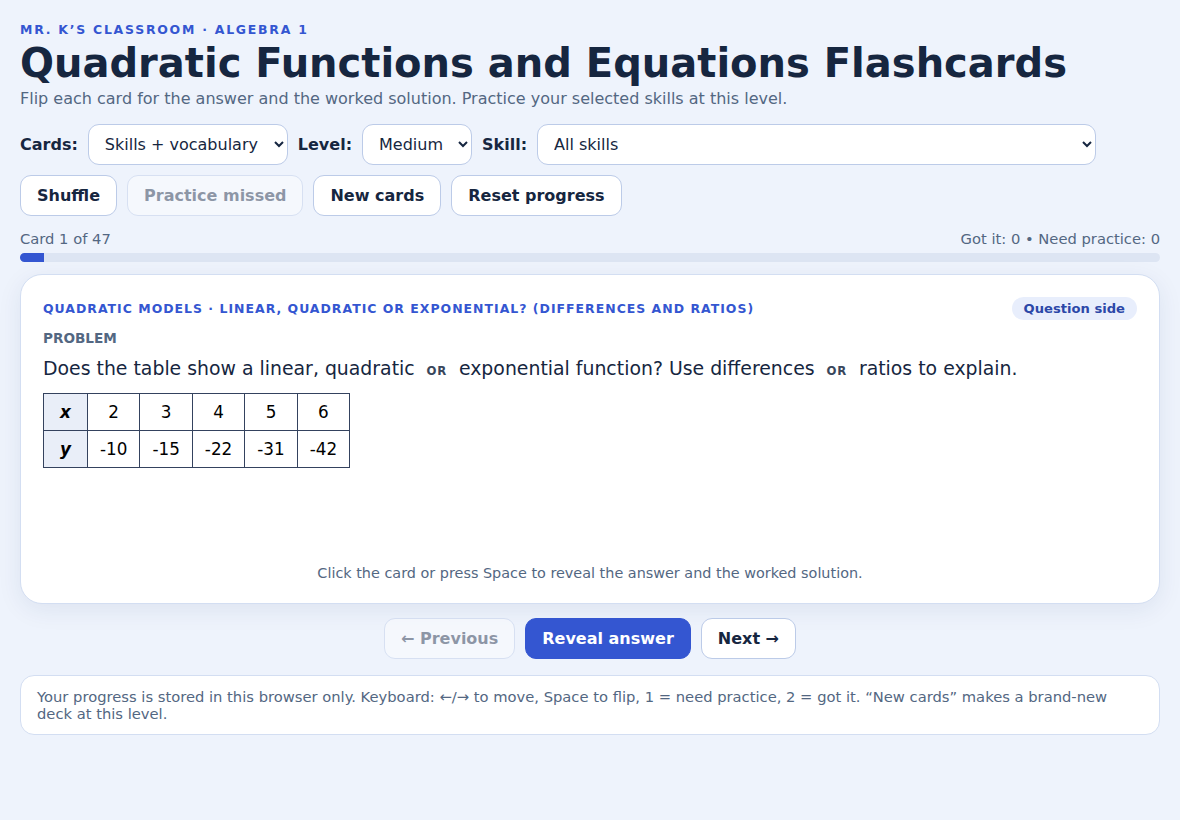 MR. K’S CLASSROOM · ALGEBRA 1
Quadratic Functions and Equations Flashcards
Flip each card for the answer and the worked solution. Practice your selected skills at this level.
Cards: Skills + vocabulary Level: Medium Skill: All skills
Shuffle Practice missed New cards Reset progress
Card 1 of 47 Got it: 0 • Need practice: 0
QUADRATIC MODELS · LINEAR, QUADRATIC OR EXPONENTIAL? (DIFFERENCES AND RATIOS) Question side
PROBLEM
Does the table show a linear, quadratic OR exponential function? Use differences OR ratios to explain.
x 2 3 4 5 6
y -10 -15 -22 -31 -42
Click the card or press Space to reveal the answer and the worked solution.
← Previous Reveal answer Next →
Your progress is stored in this browser only. Keyboard: ←/→ to move, Space to flip, 1 = need practice, 2 = got it. “New cards” makes a brand-new
deck at this level.